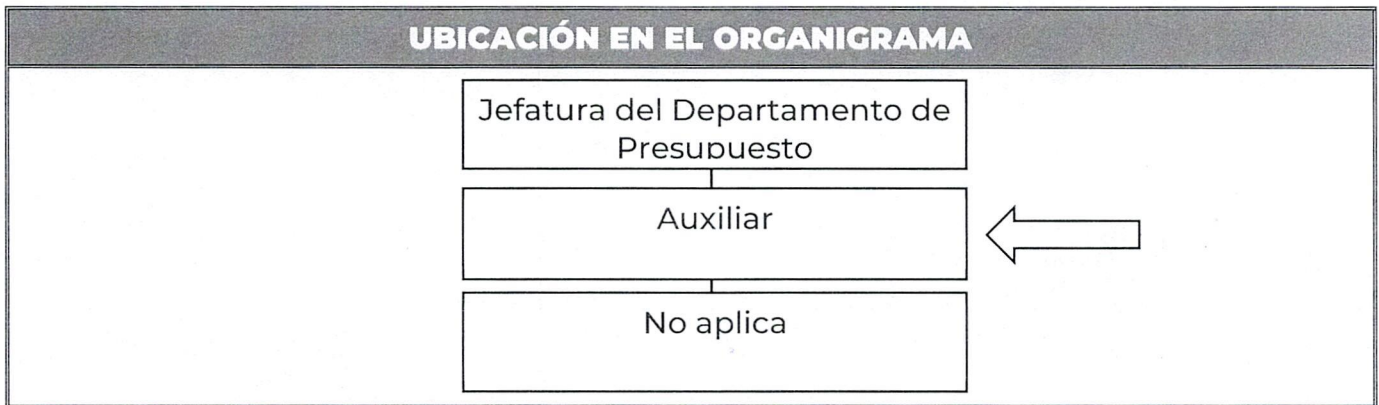 UBICACIÓN EN EL ORGANIGRAMA
Jefatura del Departamento de
Presupuesto
Auxiliar
No aplica